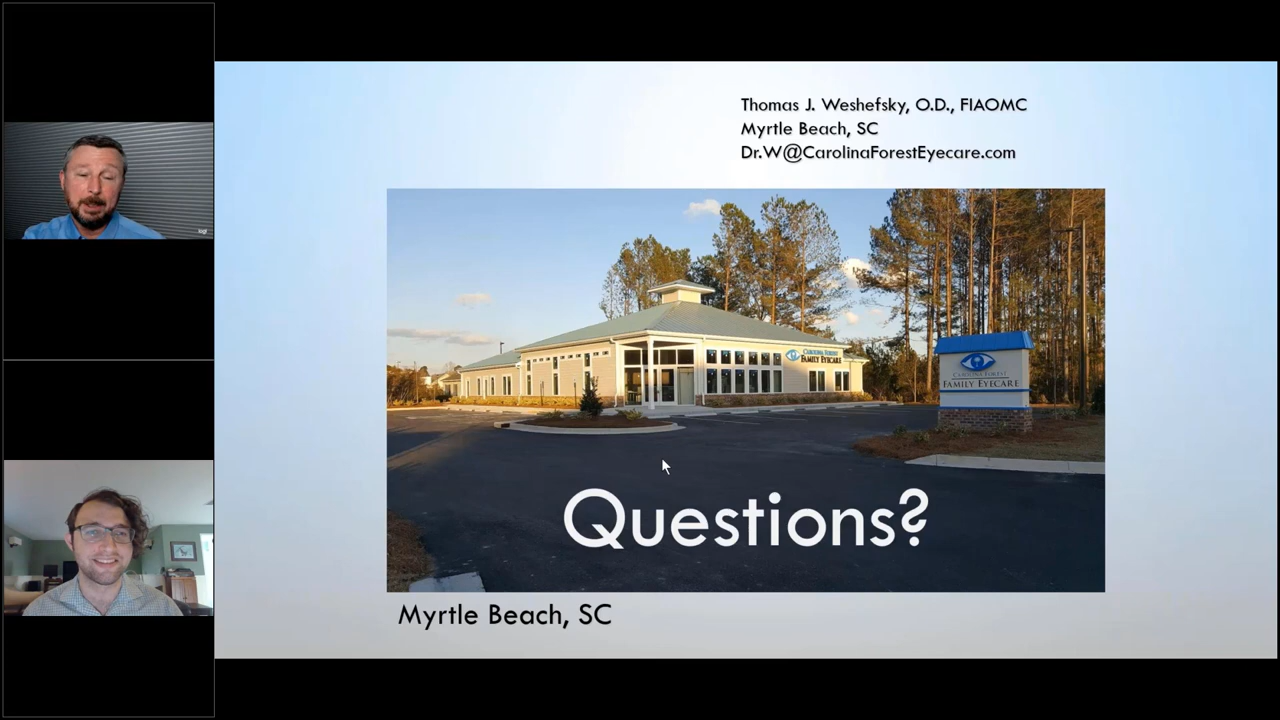 Thomas J. Weshefsky, O.D., FIAOMC
Myrtle Beach, SC
Dr.W@CarolinaForestEyecare.com
logi
CAROLINA FOREST
FAMILY EYECARE
CAROLINA FOREST
FAMILY EYECARE
Questions?
Myrtle Beach, SC